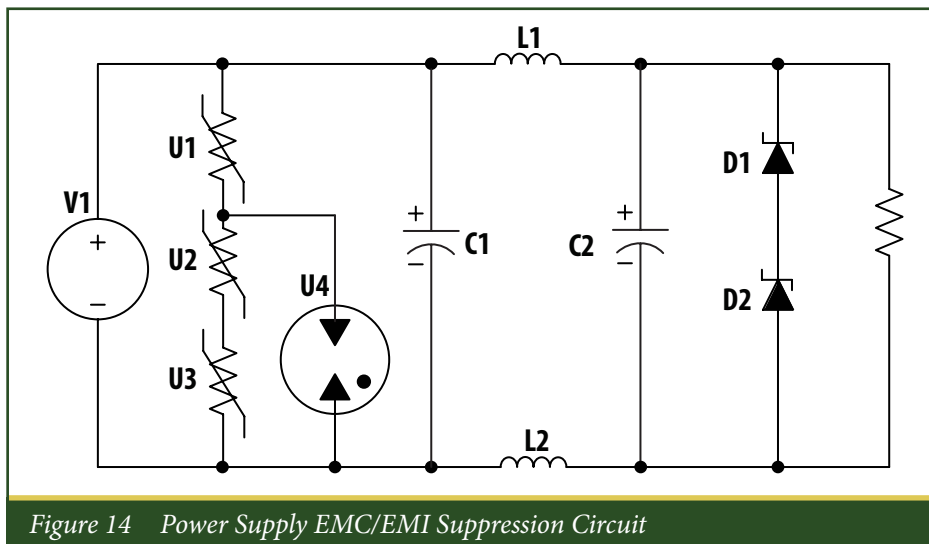 L1
U1
D1
V1
+
+
+
C1
C2
U2
U4
−
−
−
D2
U3
L2
Figure 14 Power Supply EMC/EMI Suppression Circuit